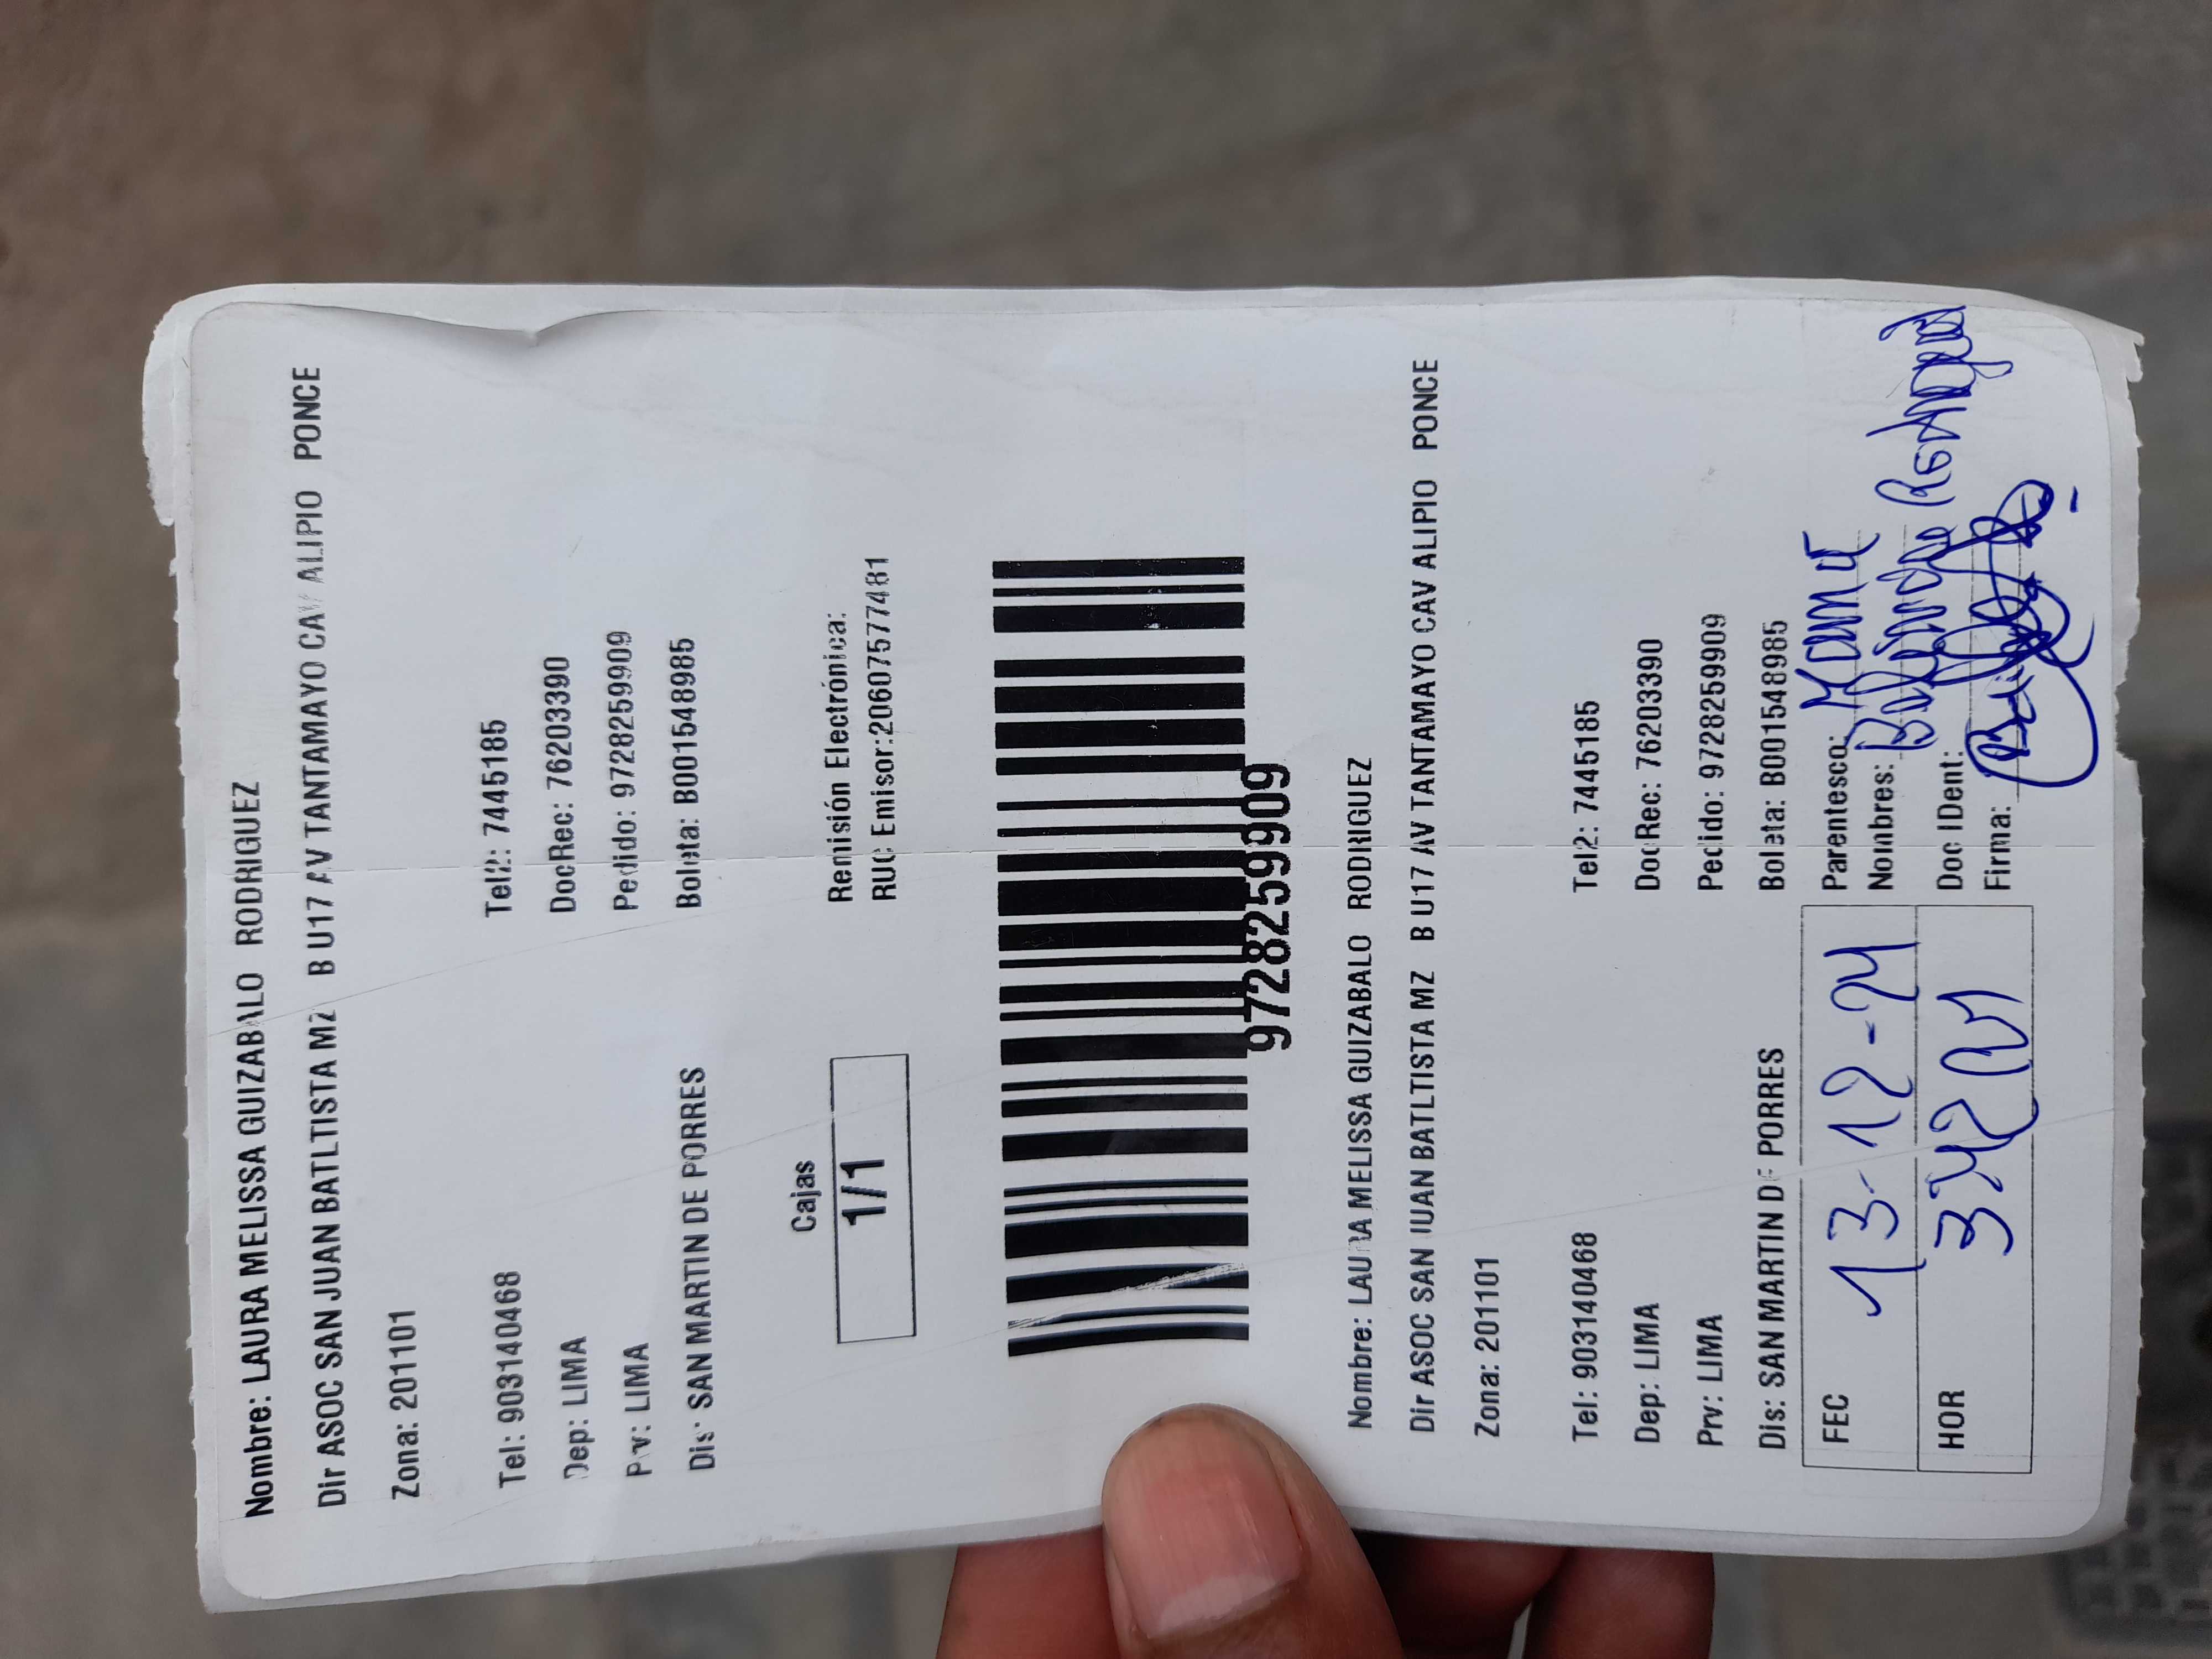 Nombre: LAURA MELISSA GUIZABALO RODRIGUEZ
Dir ASOC SAN JUAN BATLTISTA MZ B U17 AV TANTAMAYO CAV ALIPIO PONCE
Zona: 201101
Tel: 903140468 Tel2: 7445185
Dep: LIMA DocRec: 76203390
Prv: LIMA Pedido: 9728259909
Dis: SAN MARTIN DE PORRES Boleta: B001548985
Cajas Remisión Electrónica:
1/1 RUC Emisor:20607577481
9728259909
Nombre: LAURA MELISSA GUIZABALO RODRIGUEZ
Dir ASOC SAN JUAN BATLTISTA MZ B U17 AV TANTAMAYO CAV ALIPIO PONCE
Zona: 201101
Tel: 903140468 Tel2: 7445185
Dep: LIMA DocRec: 76203390
Prv: LIMA Pedido: 9728259909
Dis: SAN MARTIN DE PORRES Boleta: B001548985
FEC 13-12-24 Parentesco: Mamá
Nombres: Rodriguez
HOR Doc IDent:
Firma: